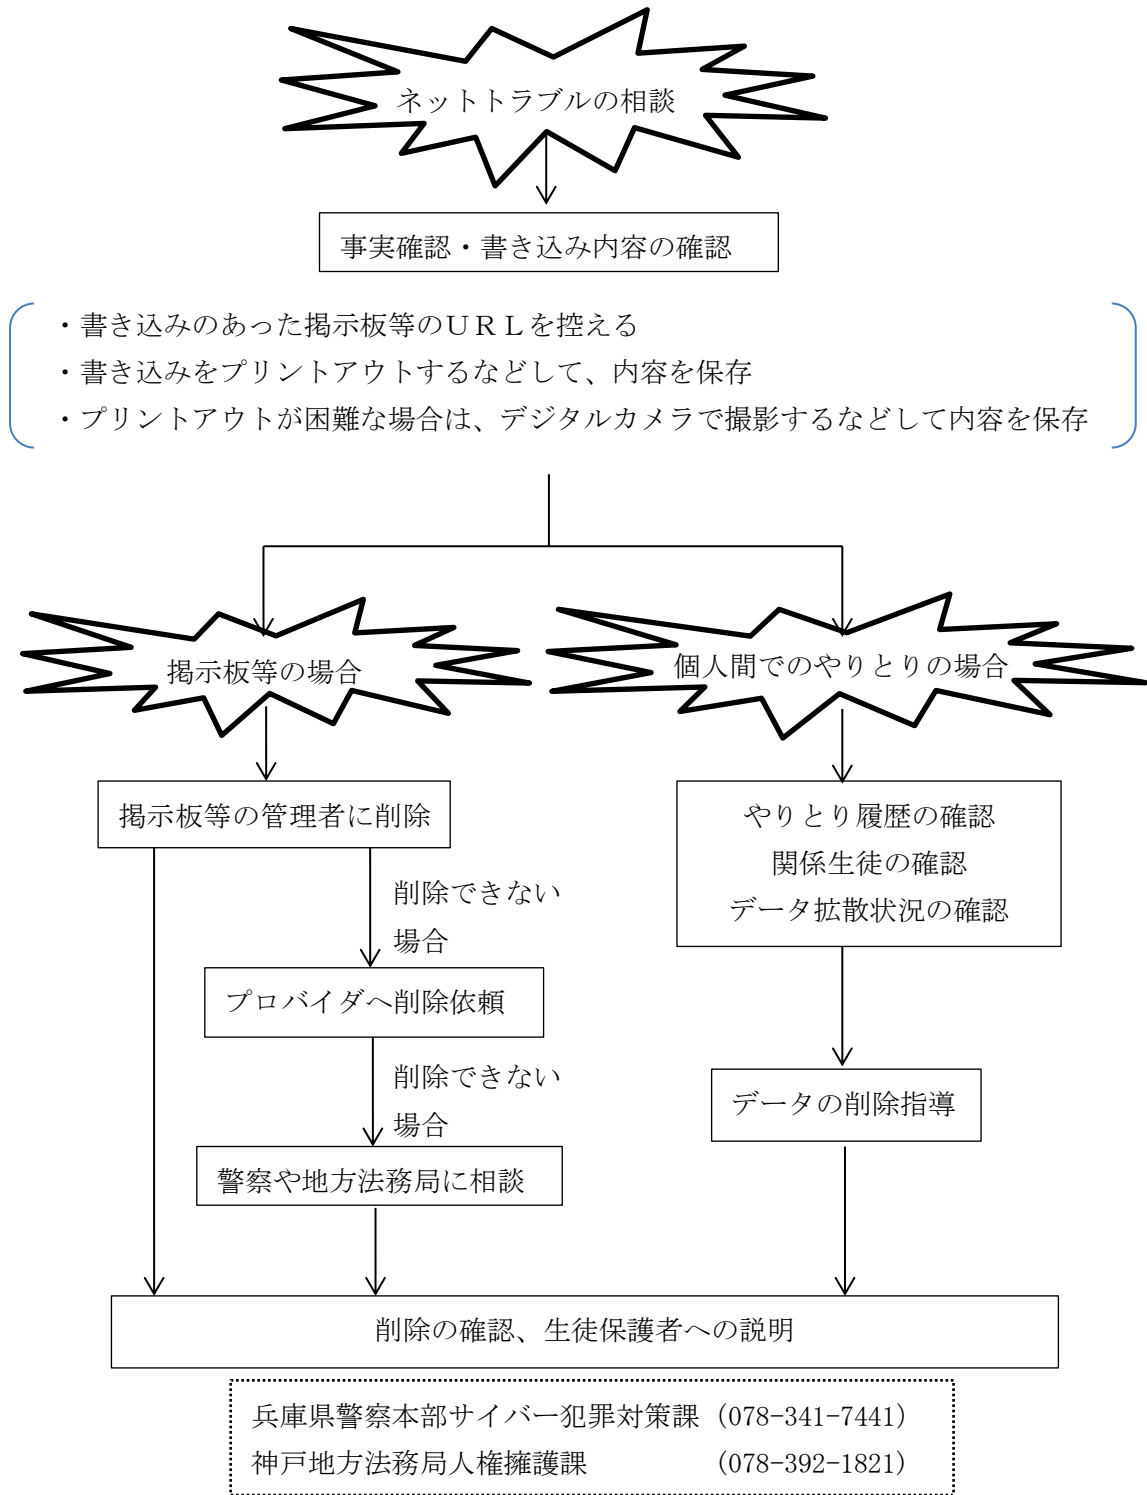 ネットトラブルの相談
事実確認・書き込み内容の確認
・書き込みのあった掲示板等のＵＲＬを控える
・書き込みをプリントアウトするなどして、内容を保存
・プリントアウトが困難な場合は、デジタルカメラで撮影するなどして内容を保存
掲示板等の場合
個人間でのやりとりの場合
掲示板等の管理者に削除
削除できない
場合
プロバイダへ削除依頼
削除できない
場合
警察や地方法務局に相談
やりとり履歴の確認
関係生徒の確認
データ拡散状況の確認
データの削除指導
削除の確認、生徒保護者への説明
兵庫県警察本部サイバー犯罪対策課（078-341-7441）
神戸地方法務局人権擁護課　　　　　（078-392-1821）